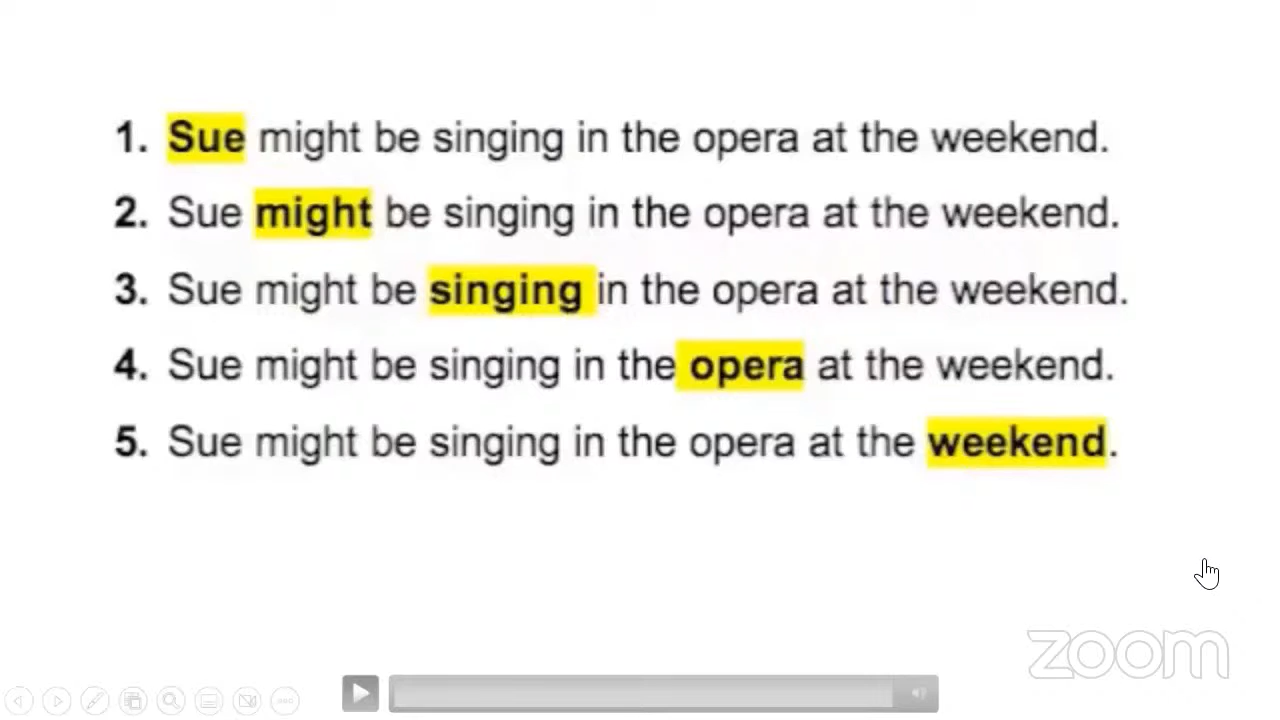 1. Sue might be singing in the opera at the weekend.
2. Sue might be singing in the opera at the weekend.
3. Sue might be singing in the opera at the weekend.
4. Sue might be singing in the opera at the weekend.
5. Sue might be singing in the opera at the weekend.
zoom